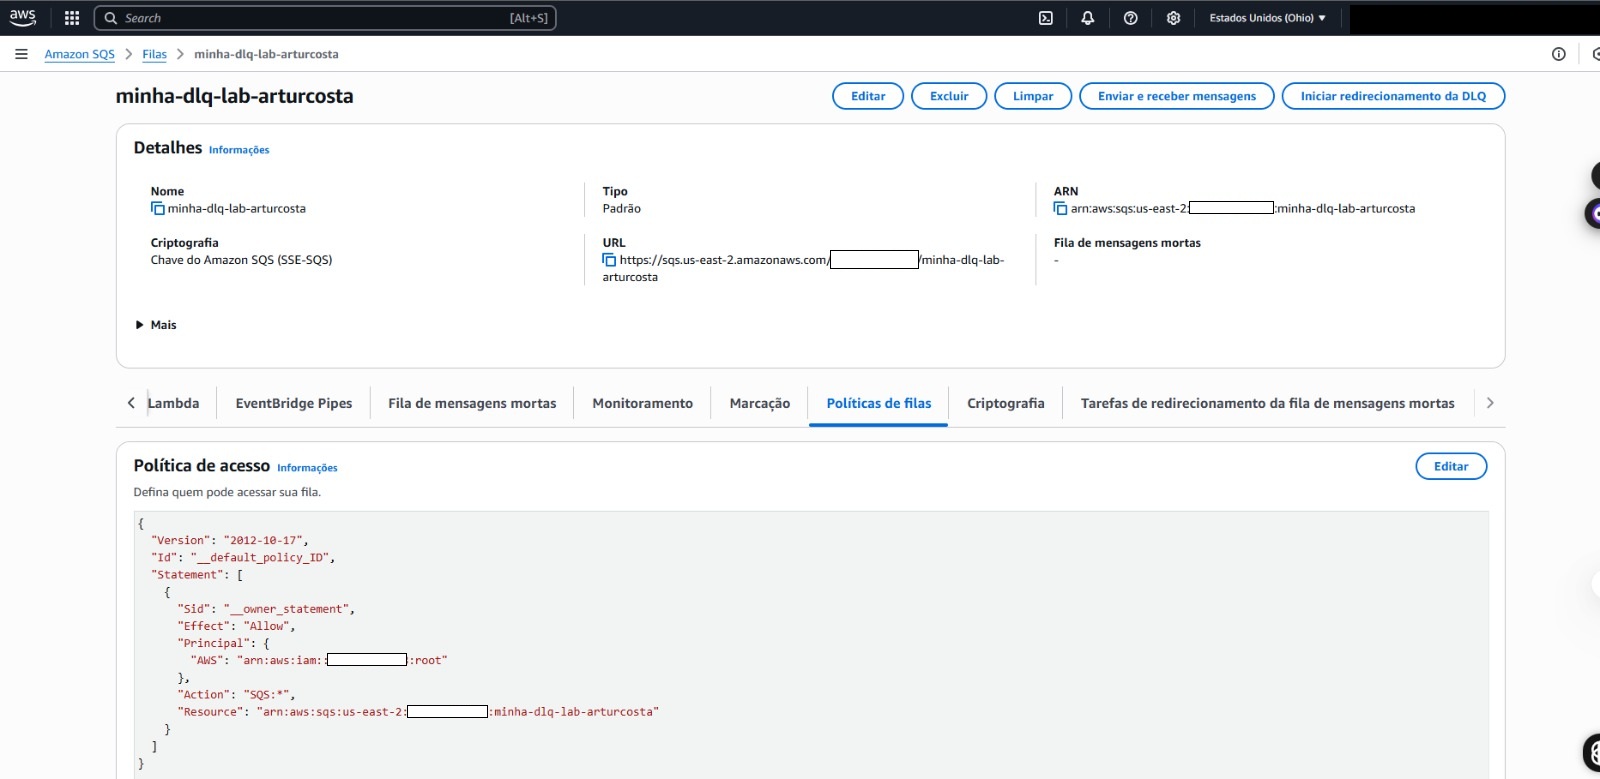 aws
Search [Alt+S]
Estados Unidos (Ohio)
Amazon SQS > Filas > minha-dlq-lab-arturcosta
minha-dlq-lab-arturcosta
Editar Excluir Limpar Enviar e receber mensagens Iniciar redirecionamento da DLQ
Detalhes Informações
Nome
minha-dlq-lab-arturcosta
Tipo
Padrão
ARN
arn:aws:sqs:us-east-2: :minha-dlq-lab-arturcosta
Criptografia
Chave do Amazon SQS (SSE-SQS)
URL
https://sqs.us-east-2.amazonaws.com/ /minha-dlq-lab-
arturcosta
Fila de mensagens mortas
-
Mais
Lambda EventBridge Pipes Fila de mensagens mortas Monitoramento Marcação Políticas de filas Criptografia Tarefas de redirecionamento da fila de mensagens mortas
Política de acesso Informações
Editar
Defina quem pode acessar sua fila.
{
"Version": "2012-10-17",
"Id": "__default_policy_ID",
"Statement": [
{
"Sid": "__owner_statement",
"Effect": "Allow",
"Principal": {
"AWS": "arn:aws:iam:: :root"
},
"Action": "SQS:*",
"Resource": "arn:aws:sqs:us-east-2: :minha-dlq-lab-arturcosta"
}
]
}